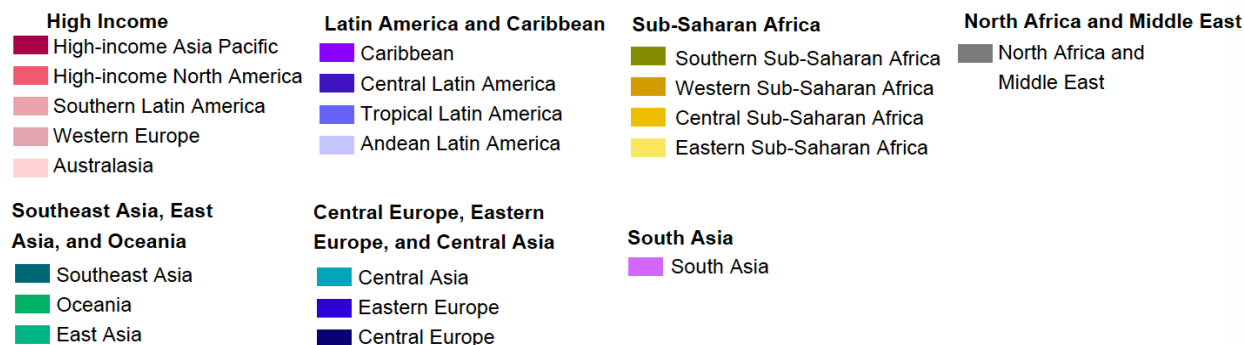 High Income
High-income Asia Pacific
High-income North America
Southern Latin America
Western Europe
Australasia
Latin America and Caribbean
Caribbean
Central Latin America
Tropical Latin America
Andean Latin America
Sub-Saharan Africa
Southern Sub-Saharan Africa
Western Sub-Saharan Africa
Central Sub-Saharan Africa
Eastern Sub-Saharan Africa
North Africa and Middle East
North Africa and
Middle East
Southeast Asia, East
Asia, and Oceania
Southeast Asia
Oceania
East Asia
Central Europe, Eastern
Europe, and Central Asia
Central Asia
Eastern Europe
Central Europe
South Asia
South Asia